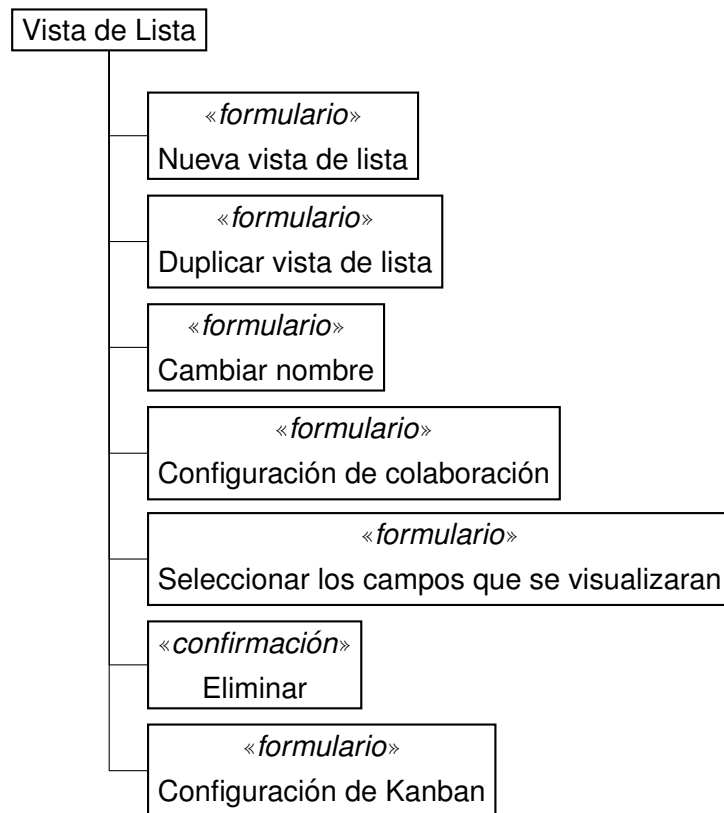 Vista de Lista
«formulario»
Nueva vista de lista
«formulario»
Duplicar vista de lista
«formulario»
Cambiar nombre
«formulario»
Configuración de colaboración
«formulario»
Seleccionar los campos que se visualizaran
«confirmación»
Eliminar
«formulario»
Configuración de Kanban